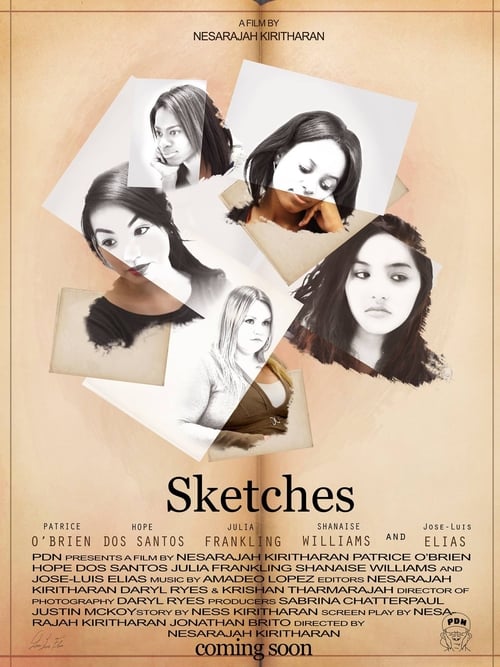 A FILM BY
NESARAJAH KIRITHARAN
Sketches
PATRICE HOPE JULIA SHANAISE JOSE-LUIS
O'BRIEN DOS SANTOS FRANKLING WILLIAMS AND ELIAS
PDN PRESENTS A FILM BY NESARAJAH KIRITHARAN PATRICE O'BRIEN
HOPE DOS SANTOS JULIA FRANKLING SHANAISE WILLIAMS AND
JOSE-LUIS ELIAS MUSIC BY AMADEO LOPEZ EDITORS NESARAJAH
KIRITHARAN DARYL RYES & KRISHAN THARMARAJAH DIRECTOR OF
PHOTOGRAPHY DARYL RYES PRODUCERS SABRINA CHATTERPAUL
JUSTIN MCKOY STORY BY NESS KIRITHARAN SCREEN PLAY BY NESA-
RAJAH KIRITHARAN JONATHAN BRITO DIRECTED BY
NESARAJAH KIRITHARAN
coming soon
PDN